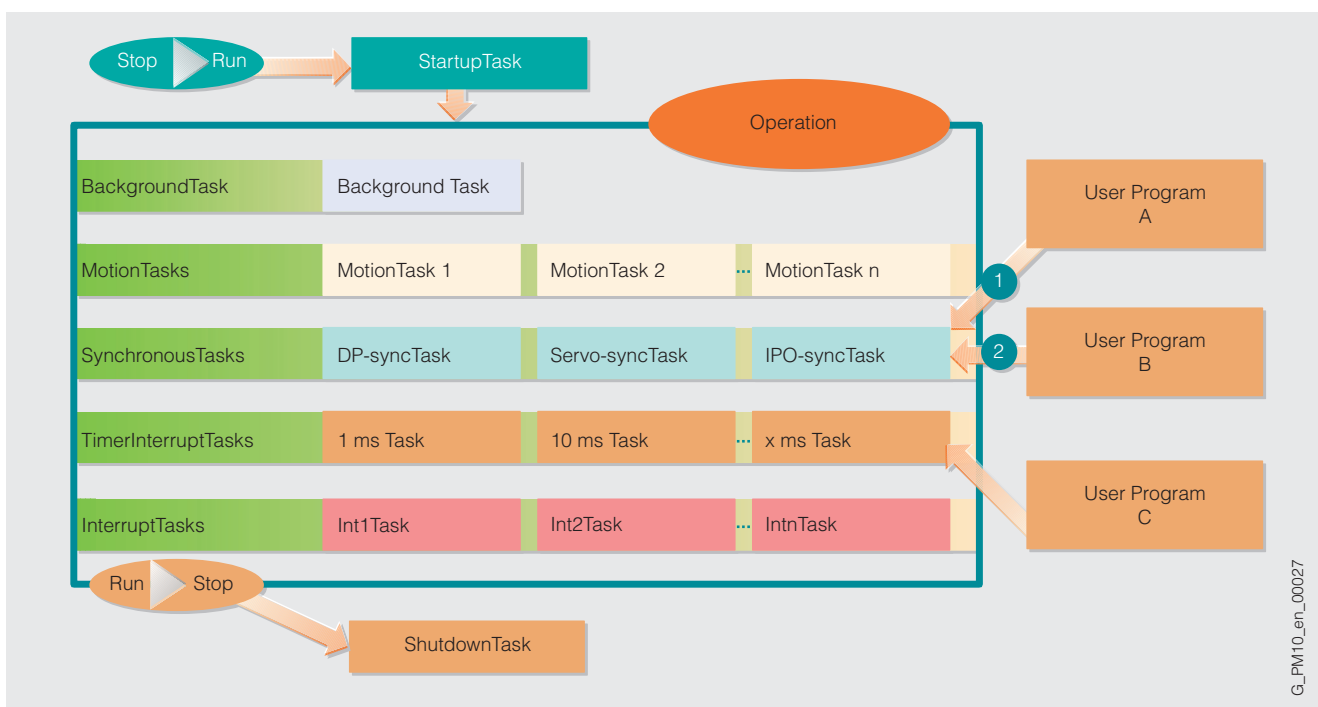 Stop Run
StartupTask
Operation
BackgroundTask Background Task
User Program
A
MotionTasks MotionTask 1 MotionTask 2 ... MotionTask n
1
SynchronousTasks DP-syncTask Servo-syncTask IPO-syncTask
2
User Program
B
TimerInterruptTasks 1 ms Task 10 ms Task ... x ms Task
User Program
C
InterruptTasks Int1Task Int2Task ... IntnTask
Run Stop
ShutdownTask
G_PM10_en_00027